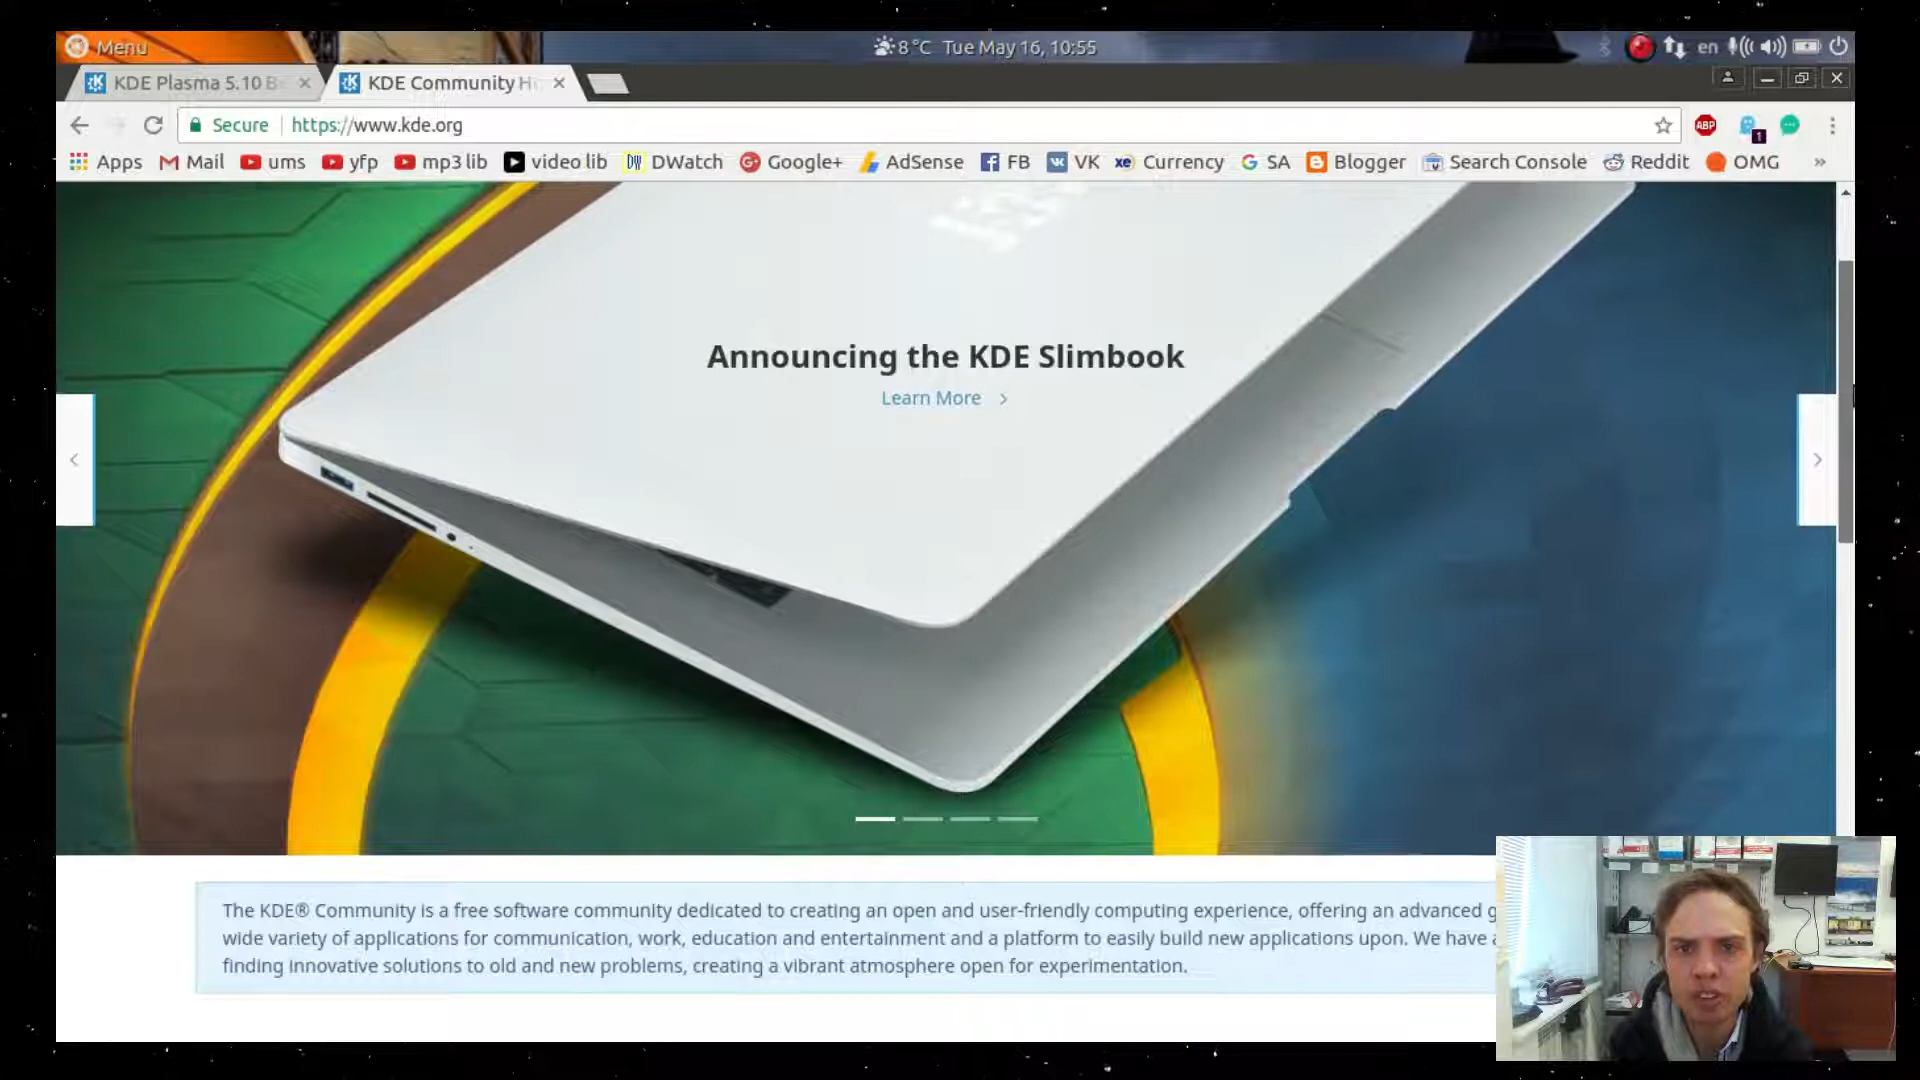 Menu
8 °C Tue May 16, 10:55
en
KDE Plasma 5.10 Be
KDE Community H
Secure https://www.kde.org
ABP
1
Apps Mail ums yfp mp3 lib video lib DW DWatch Google+ AdSense FB VK xe Currency SA Blogger Search Console Reddit OMG »
Announcing the KDE Slimbook
Learn More >
The KDE® Community is a free software community dedicated to creating an open and user-friendly computing experience, offering an advanced g
wide variety of applications for communication, work, education and entertainment and a platform to easily build new applications upon. We have a
finding innovative solutions to old and new problems, creating a vibrant atmosphere open for experimentation.